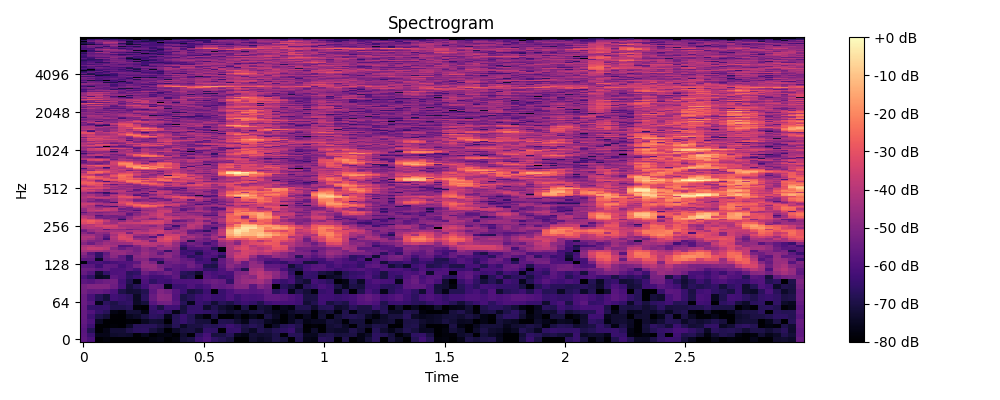 Spectrogram
+0 dB
4096
-10 dB
2048
-20 dB
1024
-30 dB
Hz
512
-40 dB
256
-50 dB
128
-60 dB
64
-70 dB
0
-80 dB
0 0.5 1 1.5 2 2.5
Time